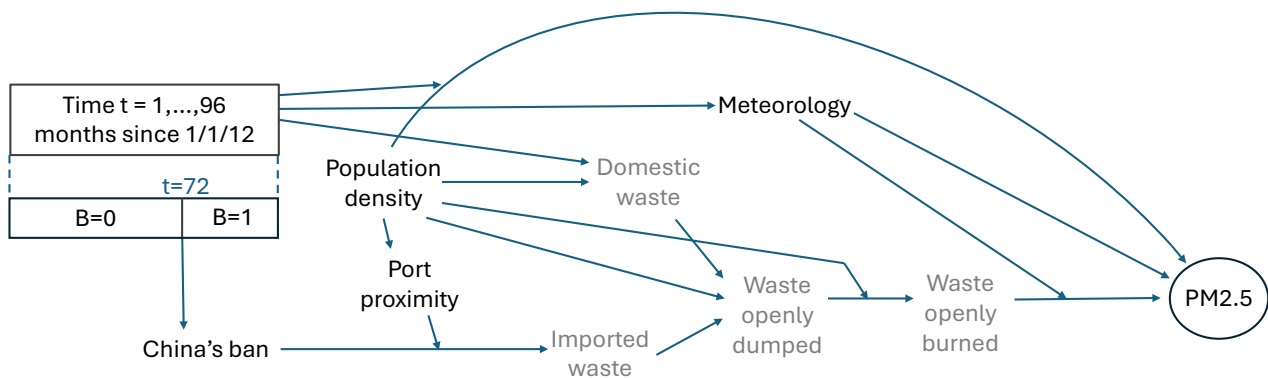 Time t = 1,...,96
months since 1/1/12
t=72
B=0
B=1
Population
density
Port
proximity
China's ban
Meteorology
Domestic
waste
Imported
waste
Waste
openly
dumped
Waste
openly
burned
PM2.5